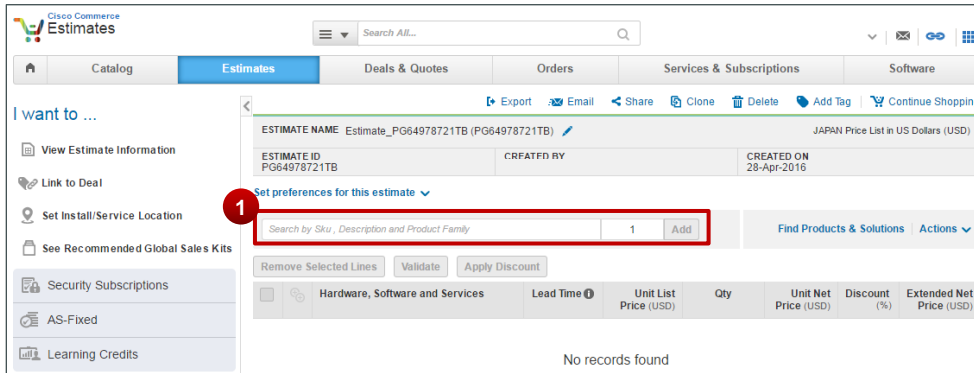 Cisco Commerce
Estimates
Search All...
Catalog
Estimates
Deals & Quotes
Orders
Services & Subscriptions
Software
I want to ...
View Estimate Information
Link to Deal
Set Install/Service Location
See Recommended Global Sales Kits
Security Subscriptions
AS-Fixed
Learning Credits
Export
Email
Share
Clone
Delete
Add Tag
Continue Shoppin
ESTIMATE NAME Estimate_PG64978721TB (PG64978721TB)
JAPAN Price List in US Dollars (USD)
ESTIMATE ID
PG64978721TB
CREATED BY
CREATED ON
28-Apr-2016
Set preferences for this estimate
1
Search by Sku , Description and Product Family
1
Add
Find Products & Solutions
Actions
Remove Selected Lines
Validate
Apply Discount
Hardware, Software and Services
Lead Time
Unit List
Price (USD)
Qty
Unit Net
Price (USD)
Discount
(%)
Extended Net
Price (USD)
No records found